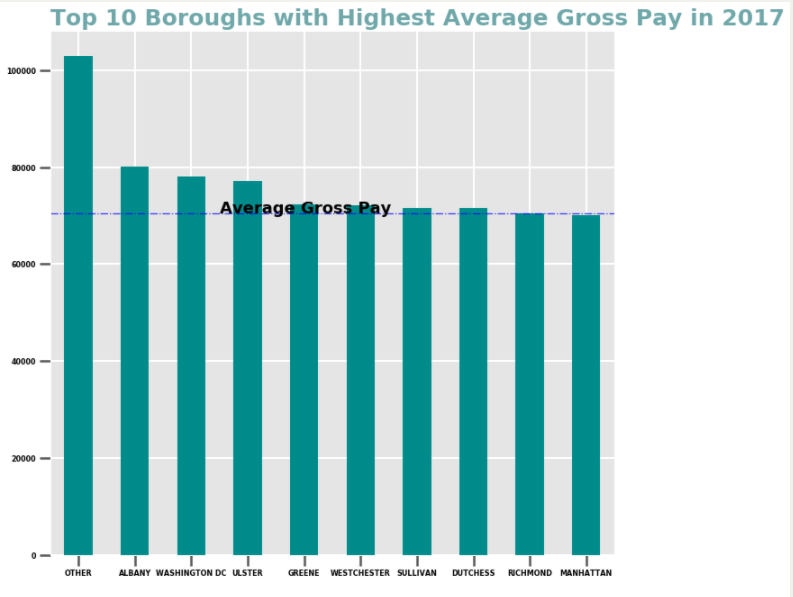 Top 10 Boroughs with Highest Average Gross Pay in 2017
100000
80000
Average Gross Pay
60000
40000
20000
0
OTHER ALBANY WASHINGTON DC ULSTER GREENE WESTCHESTER SULLIVAN DUTCHESS RICHMOND MANHATTAN